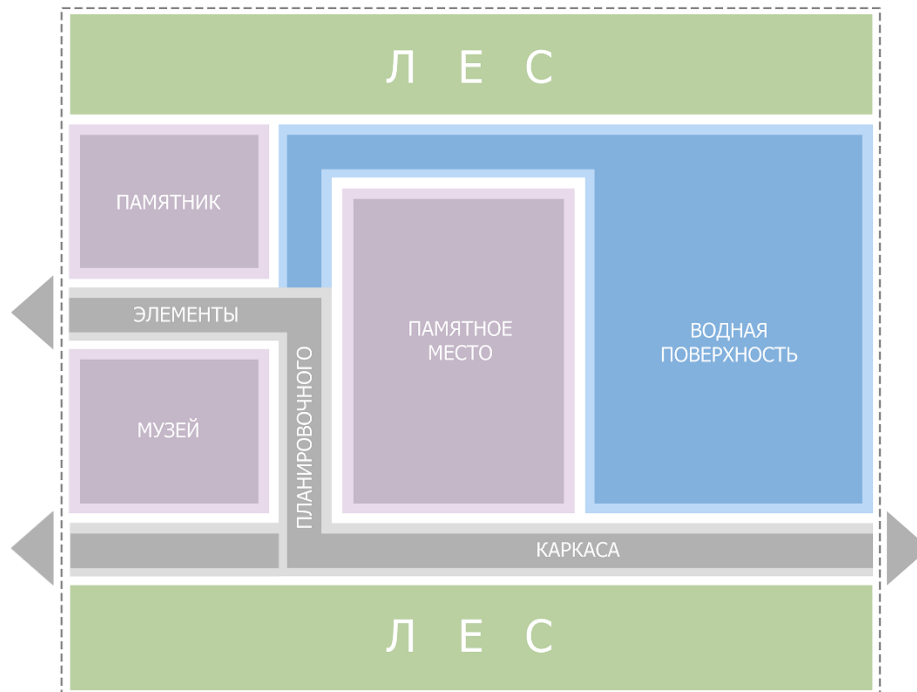 Л Е С
ПАМЯТНИК
ЭЛЕМЕНТЫ
ПАМЯТНОЕ
МЕСТО
ВОДНАЯ
ПОВЕРХНОСТЬ
МУЗЕЙ
ПЛАНИРОВОЧНОГО
КАРКАСА
Л Е С